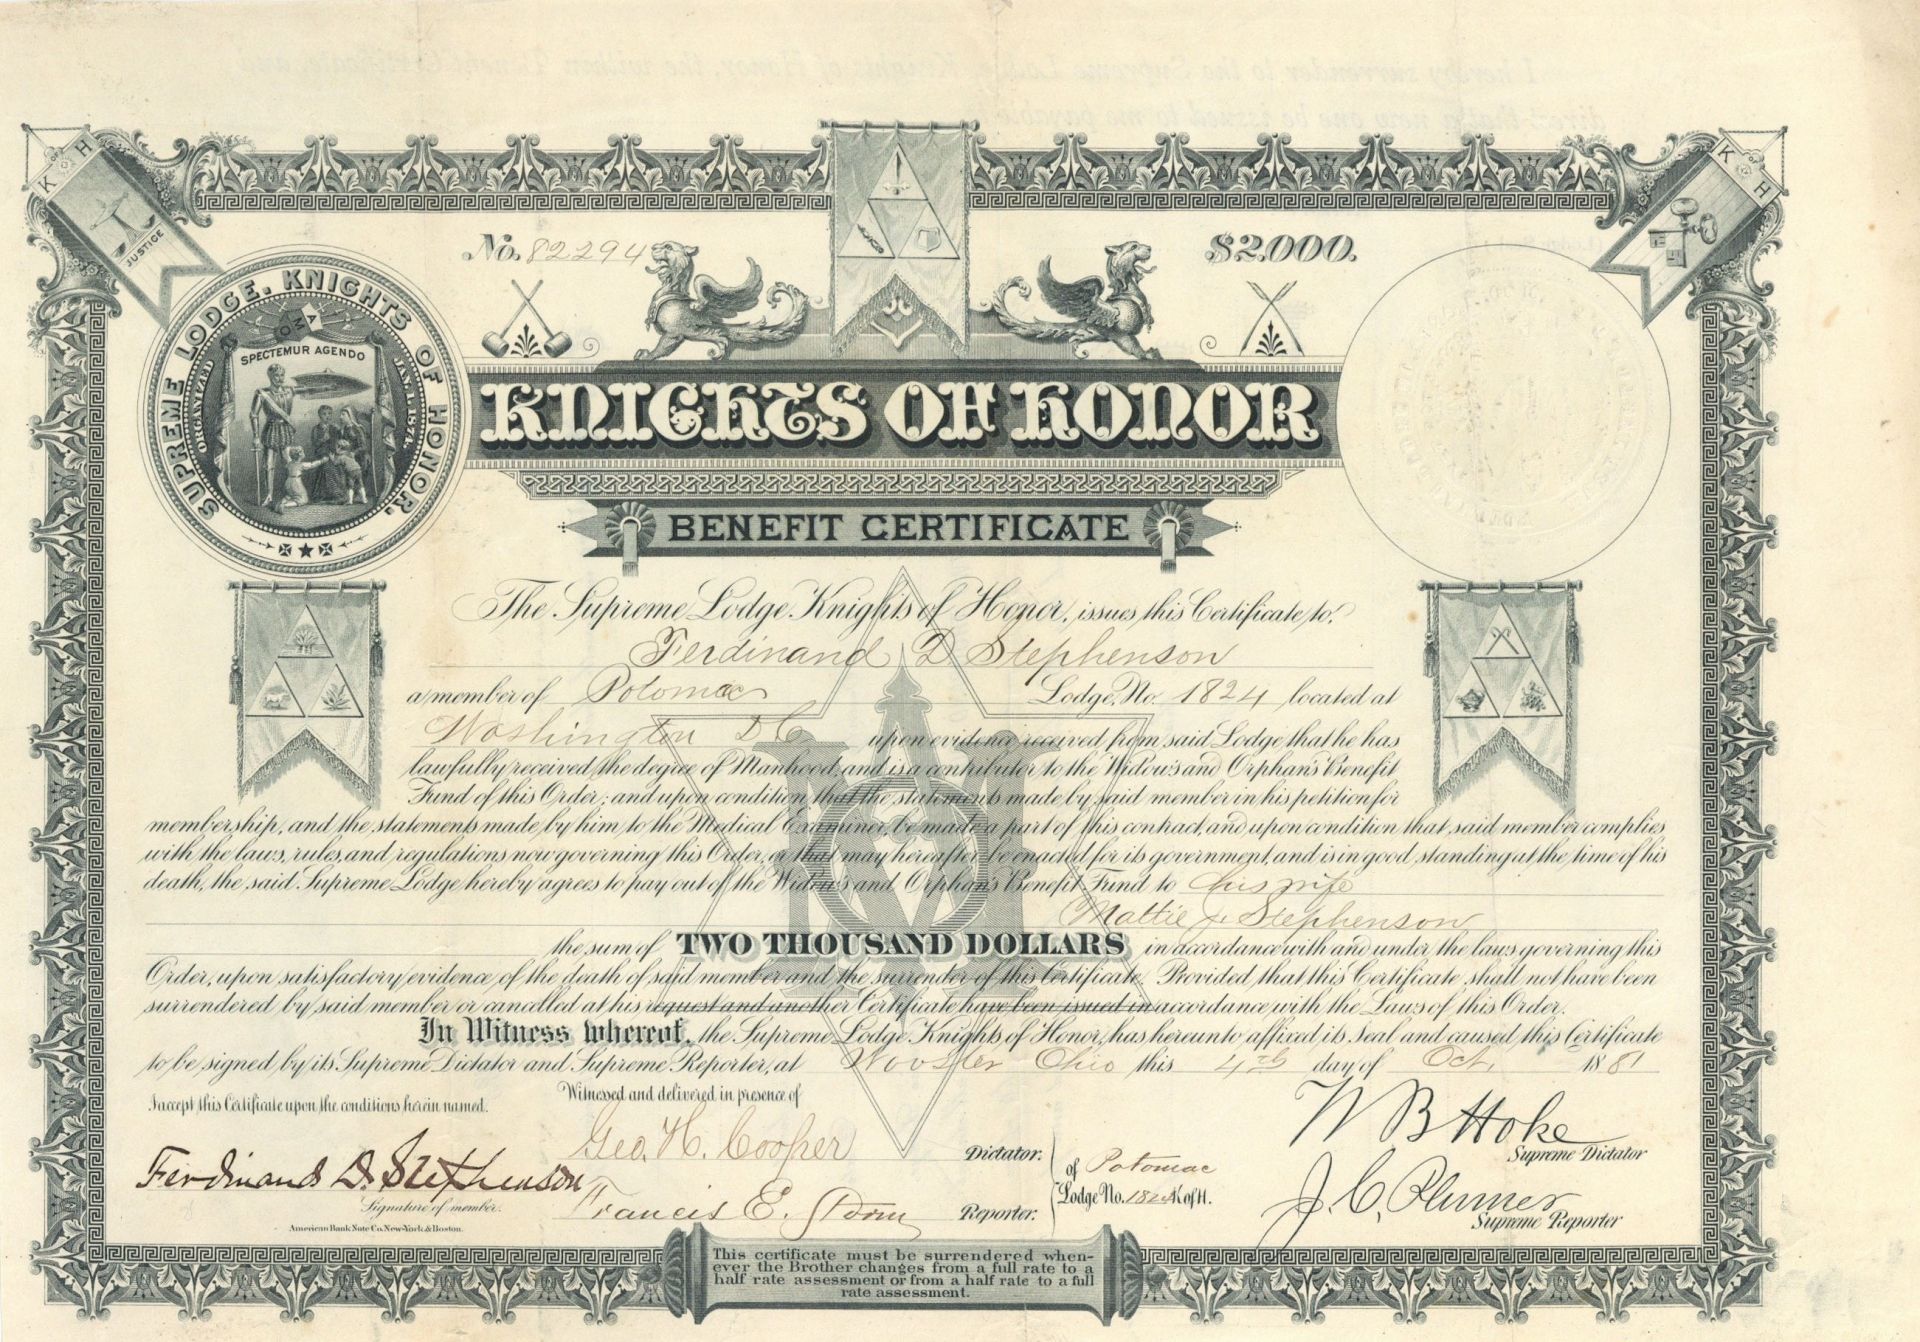 K OF H
JUSTICE
K OF H
No. 82294
$2.000.
SUPREME LODGE. KNIGHTS OF HONOR.
ORGANIZED JAN. 1. 1874.
OMA
SPECTEMUR AGENDO
KNIGHTS OF HONOR
BENEFIT CERTIFICATE
The Supreme Lodge Knights of Honor, issues this Certificate to
Ferdinand D Stephenson
a member of Potomac Lodge, No. 1824 located at
Washington D C upon evidence received from said Lodge that he has
lawfully received the degree of Manhood, and is a contributor to the Widows and Orphan's Benefit
Fund of this Order; and upon condition that the statements made by said member in his petition for
membership, and the statements made by him to the Medical Examiner, be made a part of this contract, and upon condition that said member complies
with the laws, rules, and regulations now governing this Order, or that may hereafter be enacted for its government, and is in good standing at the time of his
death, the said Supreme Lodge hereby agrees to pay out of the Widow's and Orphan's Benefit Fund to his wife
Mattie Stephenson
the sum of TWO THOUSAND DOLLARS in accordance with and under the laws governing this
Order, upon satisfactory evidence of the death of said member and the surrender of this Certificate. Provided that this Certificate shall not have been
surrendered by said member or cancelled at his request and another Certificate have been issued in accordance with the Laws of this Order.
In Witness whereof, the Supreme Lodge Knights of Honor, has hereunto affixed its Seal and caused this Certificate
to be signed by its Supreme Dictator and Supreme Reporter, at Wooster Ohio this 4th day of Oct. 1881
I accept this Certificate upon the conditions herein named.
Witnessed and delivered in presence of
Ferdinand D. Stephenson
Signature of member.
American Bank Note Co. New-York & Boston.
Geo. H. Cooper Dictator.
Francis E. Storm Reporter.
of Potomac
Lodge No. 1824 K of H.
W B Hoke
Supreme Dictator
J. C. Plumer
Supreme Reporter
This certificate must be surrendered when-
ever the Brother changes from a full rate to a
half rate assessment or from a half rate to a full
rate assessment.